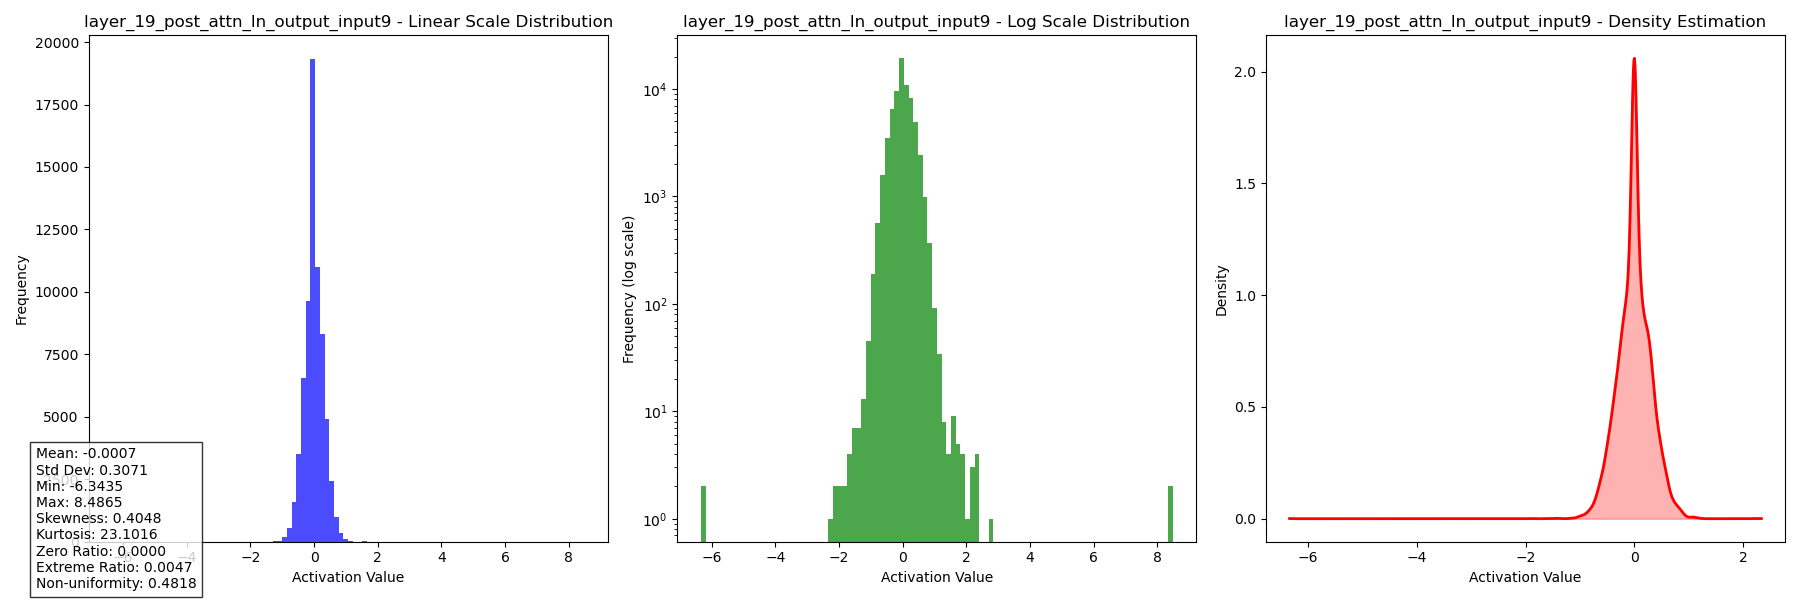 layer_19_post_attn_ln_output_input9 - Linear Scale Distribution
20000
17500
15000
12500
10000
7500
5000
Frequency
−2
0
2
4
6
8
Activation Value
Mean: -0.0007
Std Dev: 0.3071
Min: -6.3435
Max: 8.4865
Skewness: 0.4048
Kurtosis: 23.1016
Zero Ratio: 0.0000
Extreme Ratio: 0.0047
Non-uniformity: 0.4818
layer_19_post_attn_ln_output_input9 - Log Scale Distribution
10⁴
10³
10²
10¹
10⁰
Frequency (log scale)
−6
−4
−2
0
2
4
6
8
Activation Value
layer_19_post_attn_ln_output_input9 - Density Estimation
2.0
1.5
1.0
0.5
0.0
Density
−6
−4
−2
0
2
Activation Value